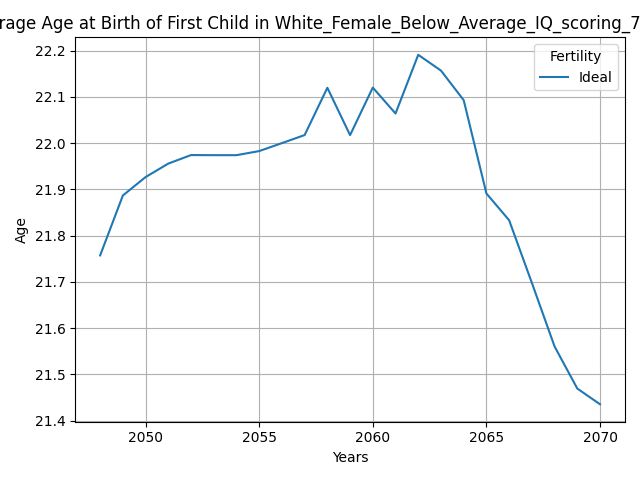 rage Age at Birth of First Child in White_Female_Below_Average_IQ_scoring_7
Fertility
Ideal
22.2
22.1
22.0
21.9
21.8
21.7
21.6
21.5
21.4
Age
2050 2055 2060 2065 2070
Years